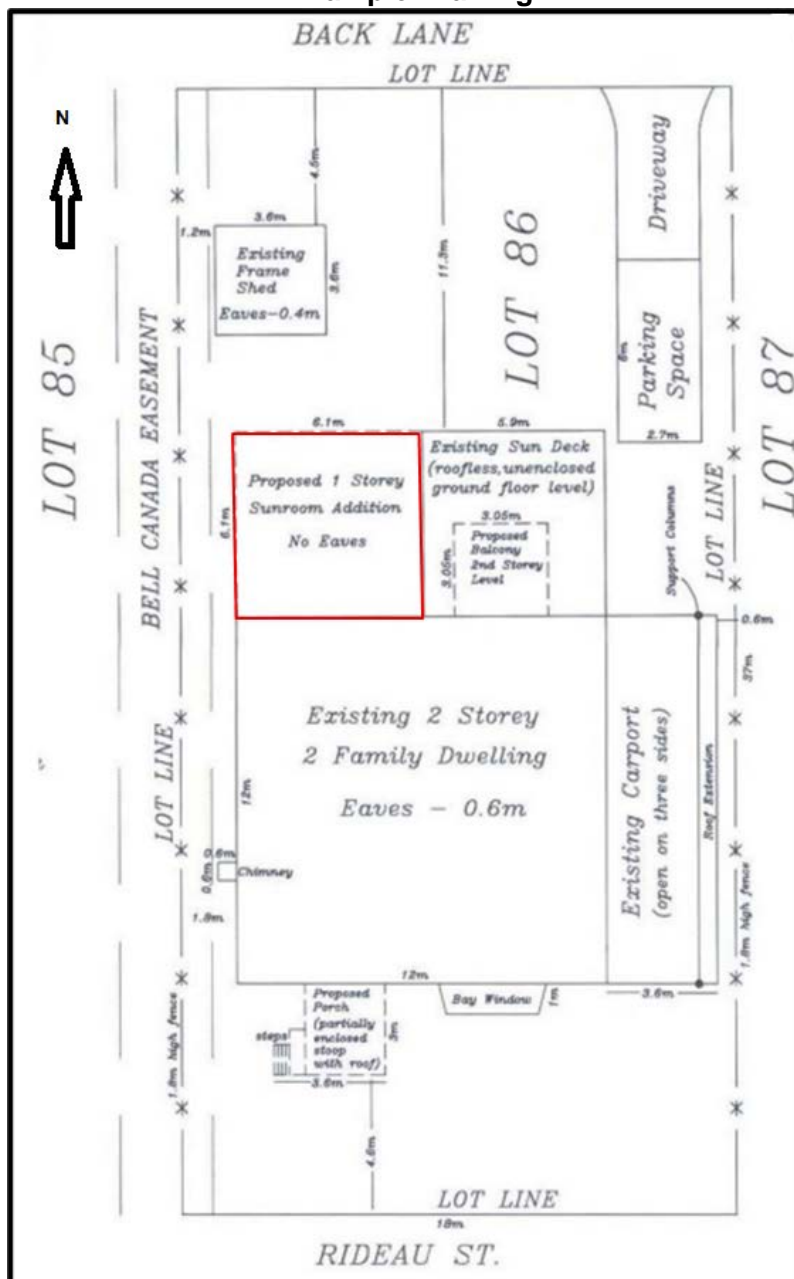 BACK LANE
LOT LINE
N
4.5m
Driveway
3.6m
1.2m
Existing
Frame
Shed
Eaves-0.4m
3.6m
11.3m
LOT 86
LOT 85
BELL CANADA EASEMENT
LOT LINE
Parking
Space
2.7m
LOT 87
LOT LINE
6.1m
5.9m
Proposed 1 Storey
Sunroom Addition
No Eaves
6.1m
Existing Sun Deck
(roofless,unenclosed
ground floor level)
3.05m
Proposed
Balcony
2nd Storey
Level
3.05m
Support Columns
0.6m
37m
Existing 2 Storey
2 Family Dwelling
Eaves - 0.6m
12m
Existing Carport
(open on three sides)
Roof Extension
0.6m
0.6m
Chimney
1.8m
1.8m high fence
12m
Bay Window
1m
3.6m
1.8m high fence
Proposed
Porch
(partially
enclosed
stoop
with roof)
3m
steps
3.6m
4.6m
LOT LINE
18m
RIDEAU ST.